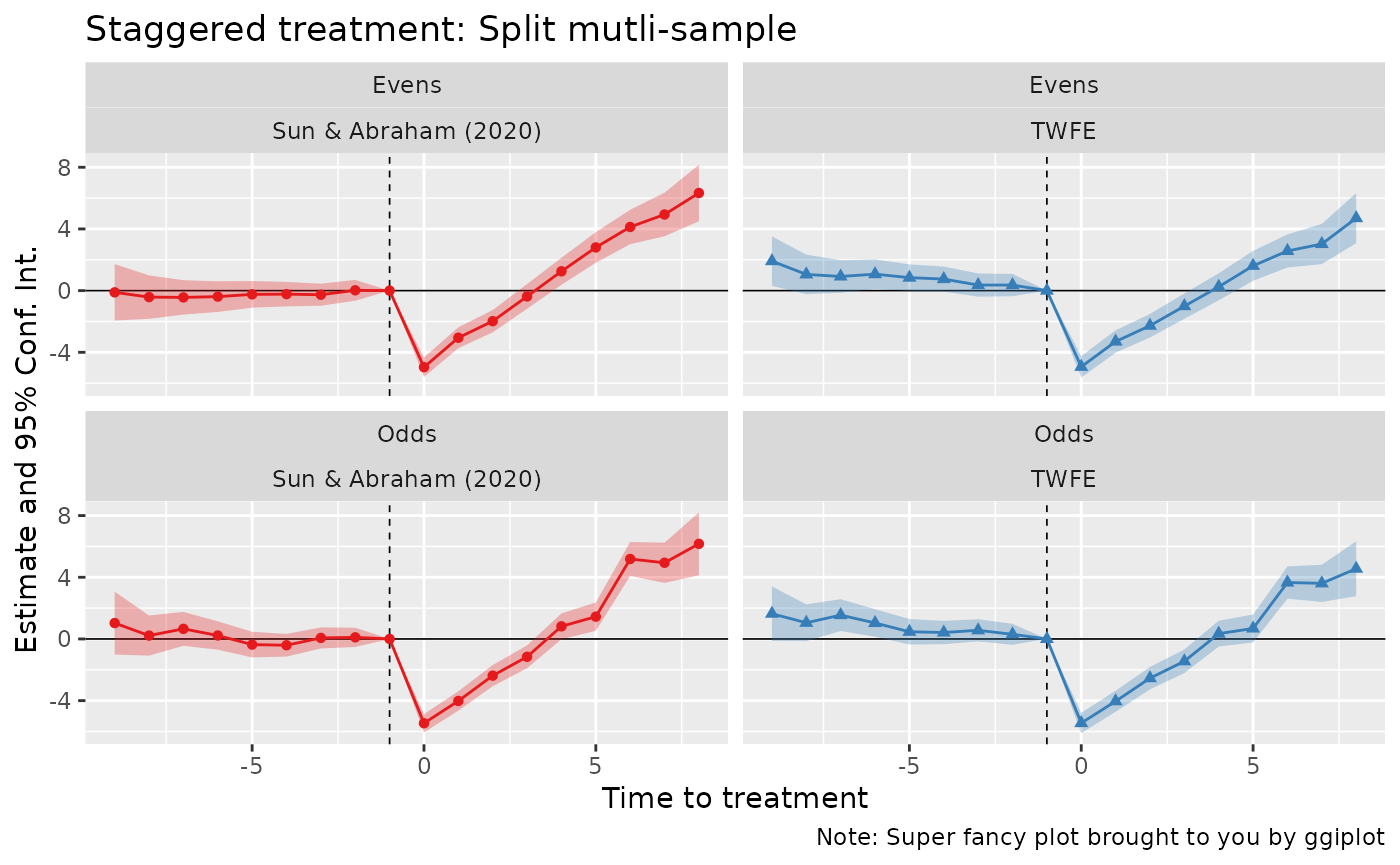 Staggered treatment: Split mutli-sample
Evens
Evens
Sun & Abraham (2020)
TWFE
Estimate and 95% Conf. Int.
8
4
0
-4
Odds
Odds
Sun & Abraham (2020)
TWFE
8
4
0
-4
-5
0
5
-5
0
5
Time to treatment
Note: Super fancy plot brought to you by ggiplot